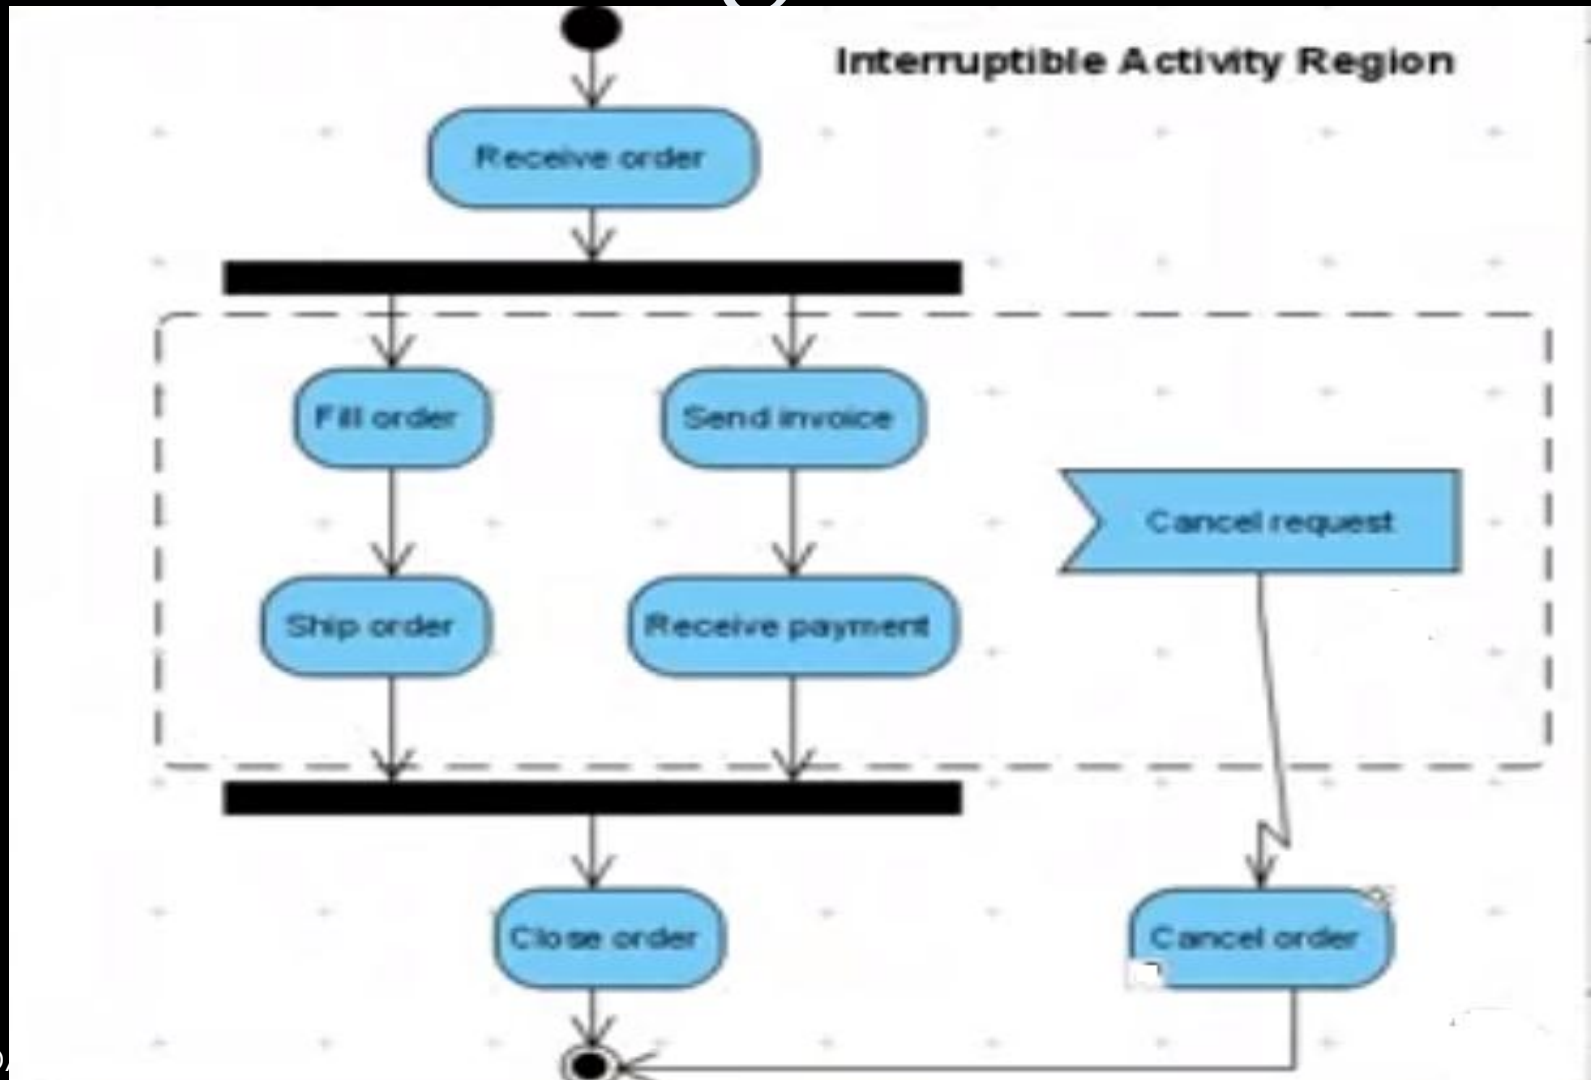 Interruptible Activity Region
Receive order
Fill order
Send invoice
Cancel request
Ship order
Receive payment
Close order
Cancel order